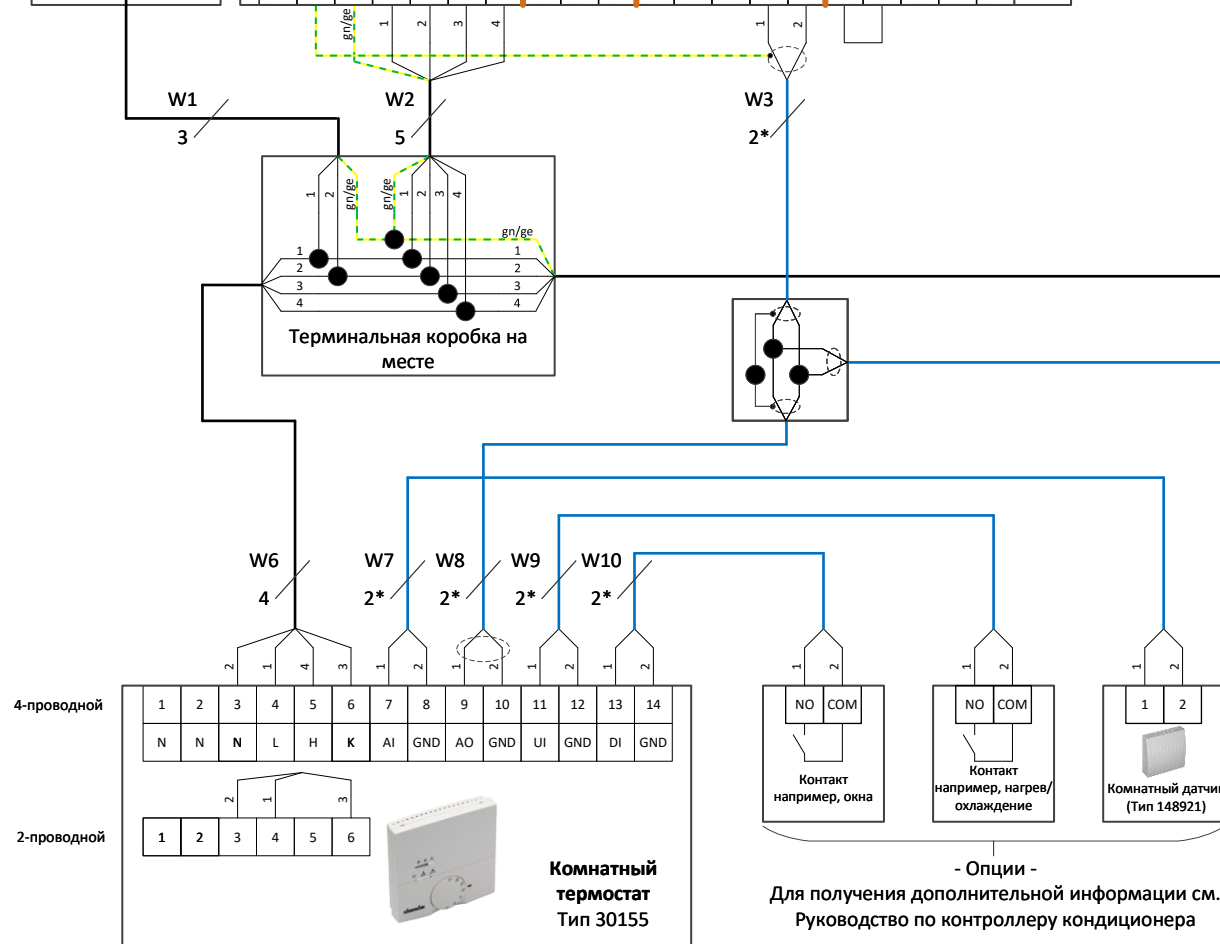 gn/ge
1
2
3
4
1
2
W1
3
W2
5
W3
2*
1
2
gn/ge
gn/ge
1
2
3
4
gn/ge
1
2
3
4
1
2
3
4
Терминальная коробка на
месте
W6
4
W7
2*
W8
2*
W9
2*
W10
2*
2
1
4
3
1
2
1
2
1
2
1
2
1
2
1
2
1
2
4-проводной
1 2 3 4 5 6 7 8 9 10 11 12 13 14
N N N L H K AI GND AO GND UI GND DI GND
2
1
3
2-проводной
1 2 3 4 5 6
Комнатный
термостат
Тип 30155
NO COM
Контакт
например, окна
NO COM
Контакт
например, нагрев/
охлаждение
1 2
Комнатный датчик
(Тип 148921)
- Опции -
Для получения дополнительной информации см.
Руководство по контроллеру кондиционера